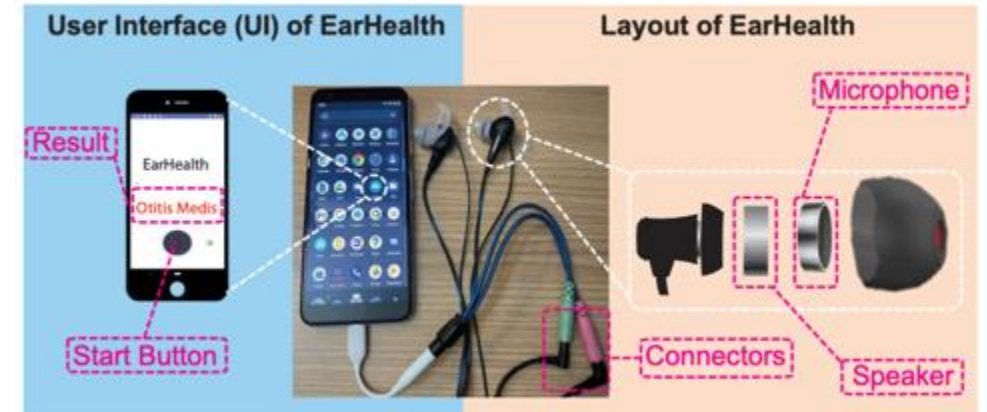 User Interface (UI) of EarHealth
Layout of EarHealth
Microphone
Result
EarHealth
Otitis Medis
Start Button
Connectors
Speaker